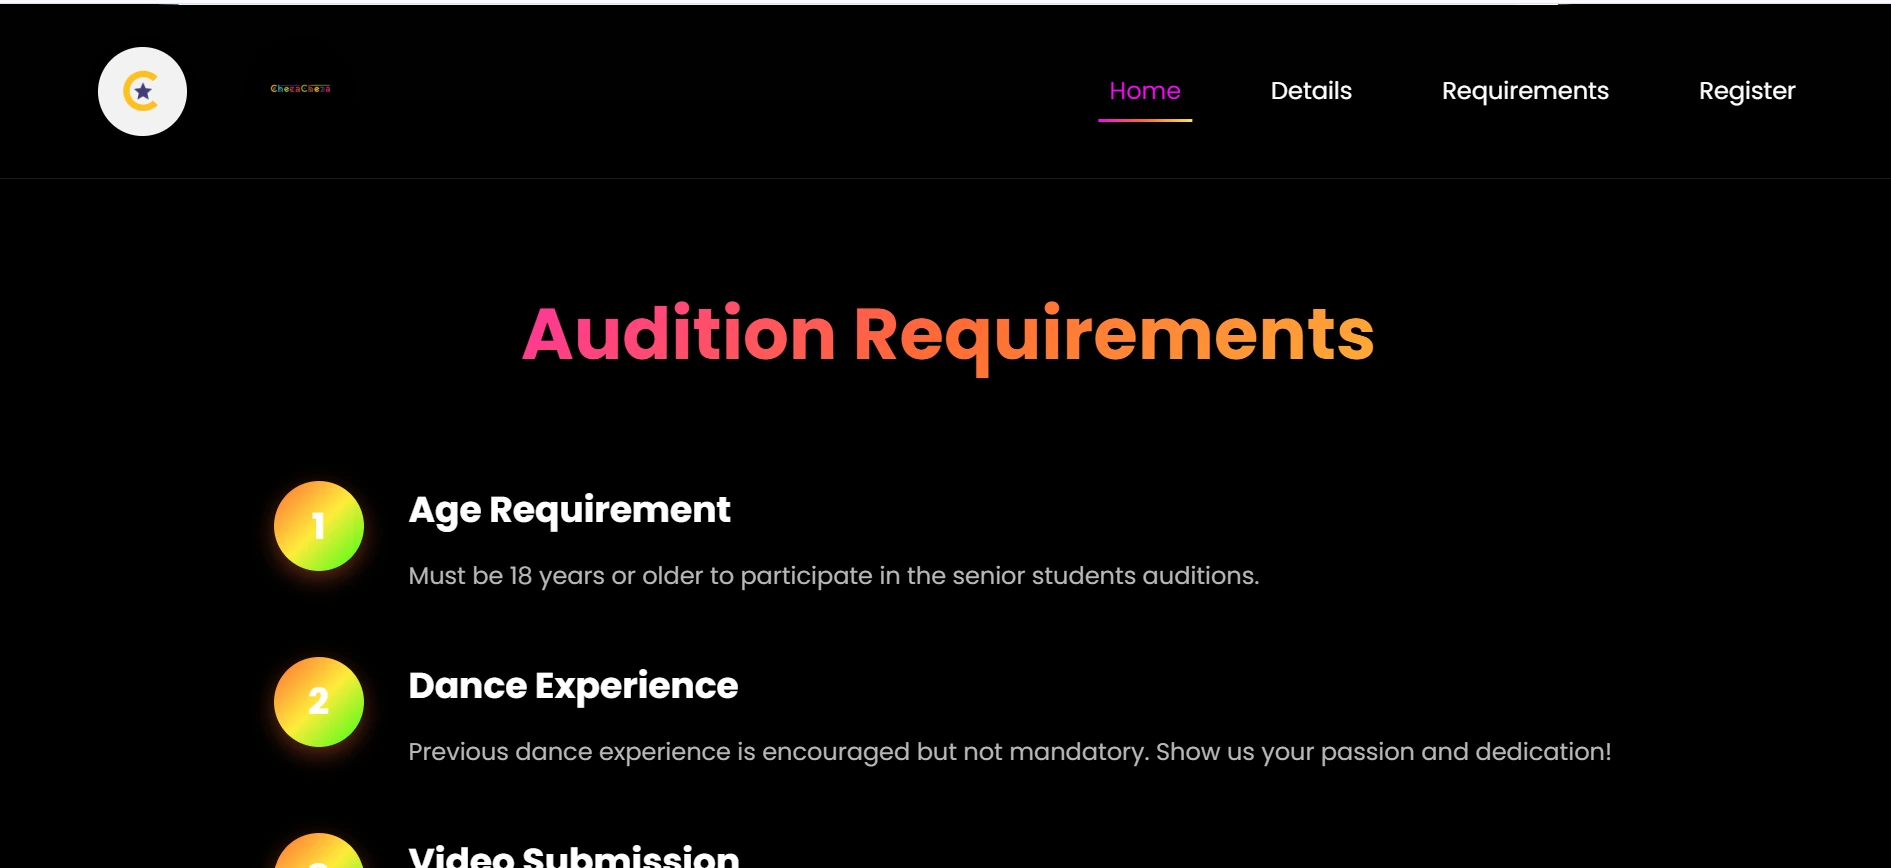 ChezaCheza
Home
Details
Requirements
Register
Audition Requirements
1
Age Requirement
Must be 18 years or older to participate in the senior students auditions.
2
Dance Experience
Previous dance experience is encouraged but not mandatory. Show us your passion and dedication!
Video Submission